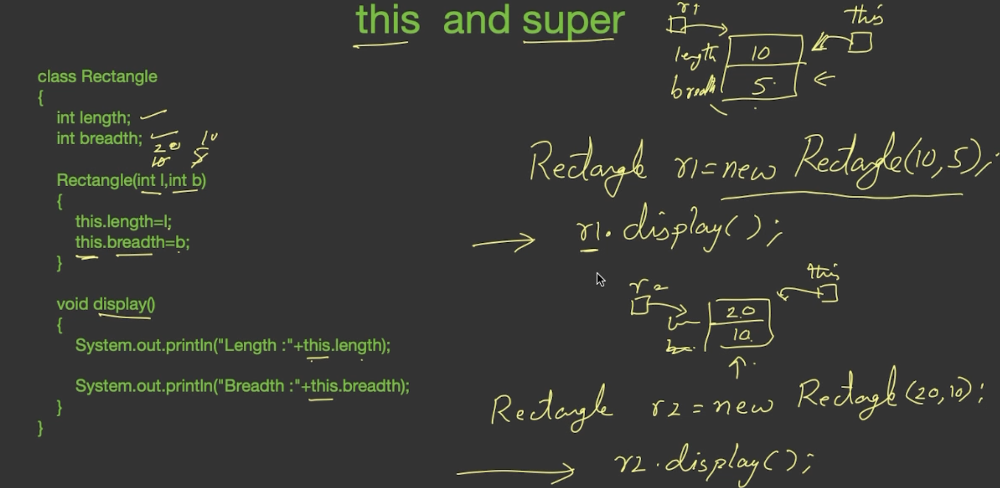 this and super
class Rectangle
{
int length;
int breadth;
20 10
10 5
Rectangle(int l,int b)
{
this.length=l;
this.breadth=b;
}
void display()
{
System.out.println("Length :"+this.length);
System.out.println("Breadth :"+this.breadth);
}
}
r1
this
length 10
breadth 5
Rectangle r1=new Rectangle(10,5);
r1.display();
r2
this
20
10
Rectangle r2=new Rectangle(20,10);
r2.display();